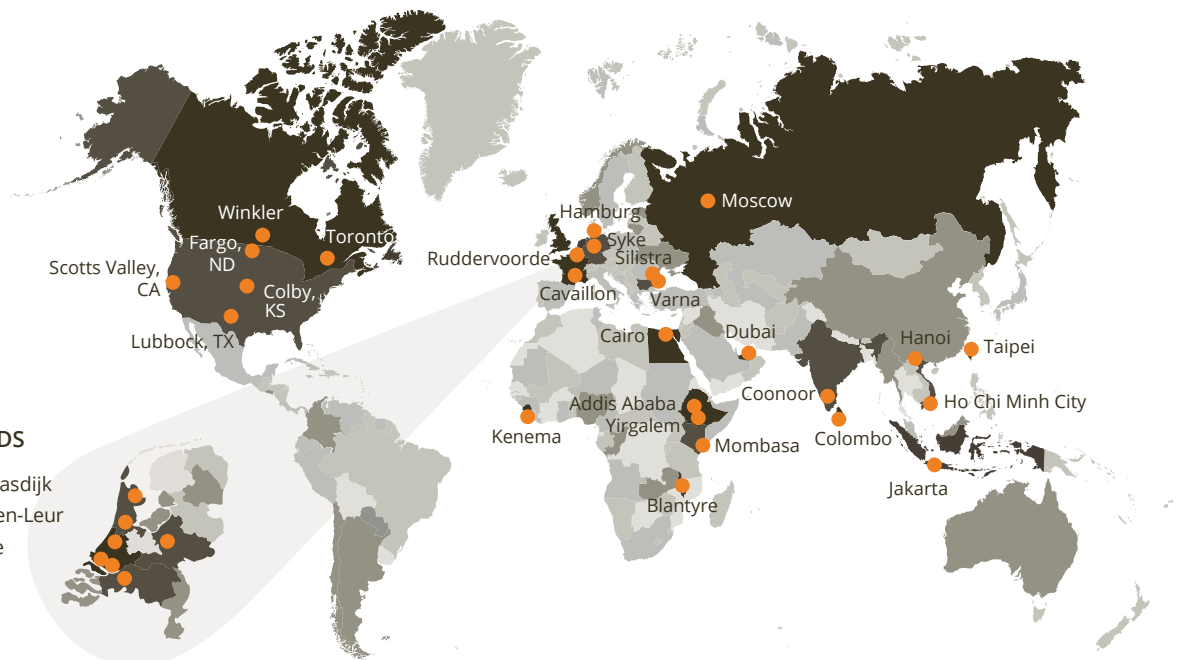 Winkler
Fargo,
ND
Toronto
Scotts Valley,
CA
Colby,
KS
Lubbock, TX
Hamburg
Syke
Ruddervoorde
Silistra
Cavaillon
Varna
Moscow
Cairo
Dubai
Hanoi
Taipei
Coonoor
Addis Ababa
Ho Chi Minh City
Yirgalem
Kenema
Colombo
Mombasa
Jakarta
Blantyre
DS
asdijk
en-Leur
e